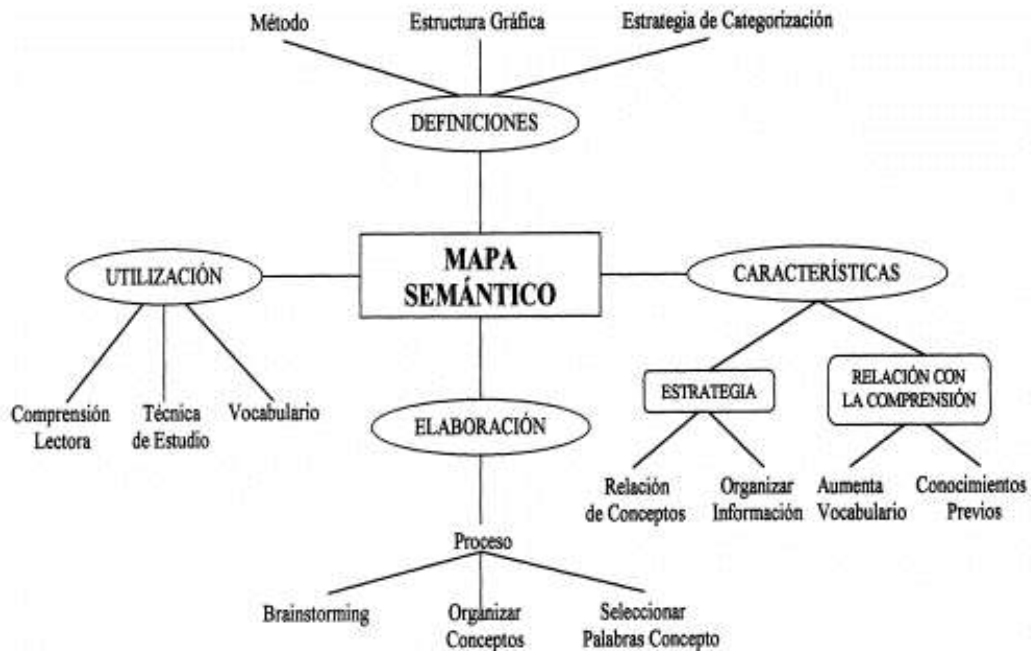 Método
Estructura Gráfica
Estrategia de Categorización
DEFINICIONES
MAPA
SEMÁNTICO
UTILIZACIÓN
Comprensión
Lectora
Técnica
de Estudio
Vocabulario
CARACTERÍSTICAS
ESTRATEGIA
Relación
de Conceptos
Organizar
Información
RELACIÓN CON
LA COMPRENSIÓN
Aumenta
Vocabulario
Conocimientos
Previos
ELABORACIÓN
Proceso
Brainstorming
Organizar
Conceptos
Seleccionar
Palabras Concepto